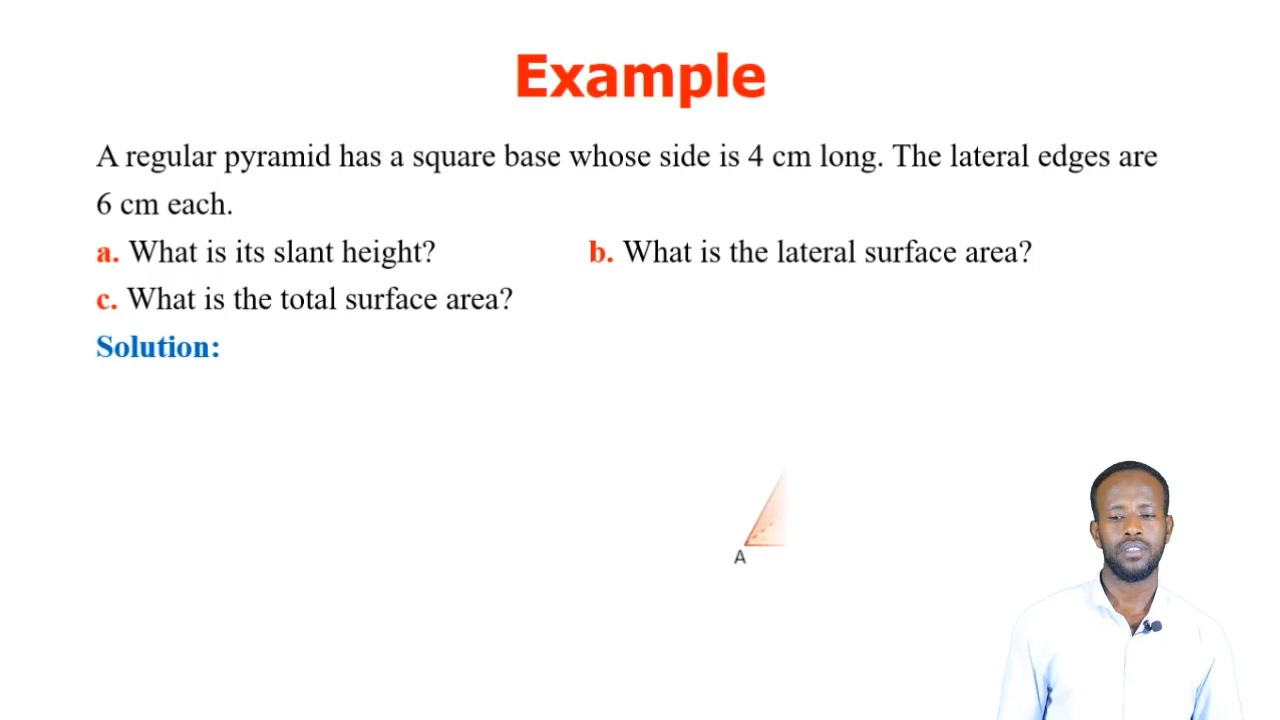 Example
A regular pyramid has a square base whose side is 4 cm long. The lateral edges are
6 cm each.
a. What is its slant height? b. What is the lateral surface area?
c. What is the total surface area?
Solution:
A